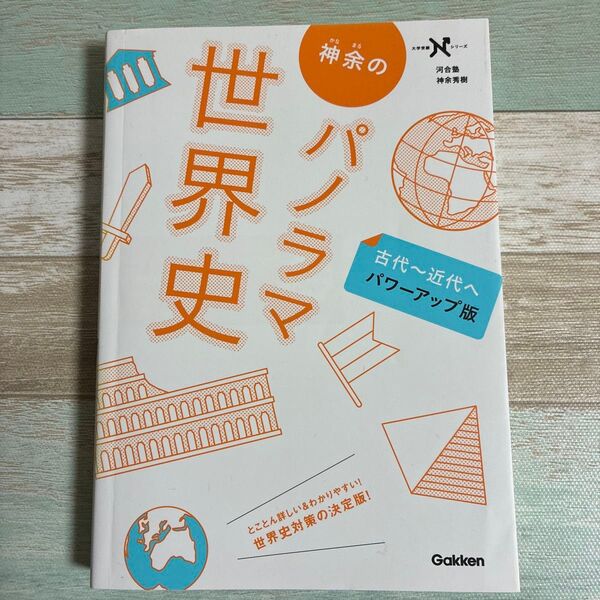 かな まる
神余の
パノラマ
世界史
大学受験Nシリーズ
河合塾
神余秀樹
古代〜近代へ
パワーアップ版
とことん詳しい&わかりやすい!
世界史対策の決定版!
Gakken